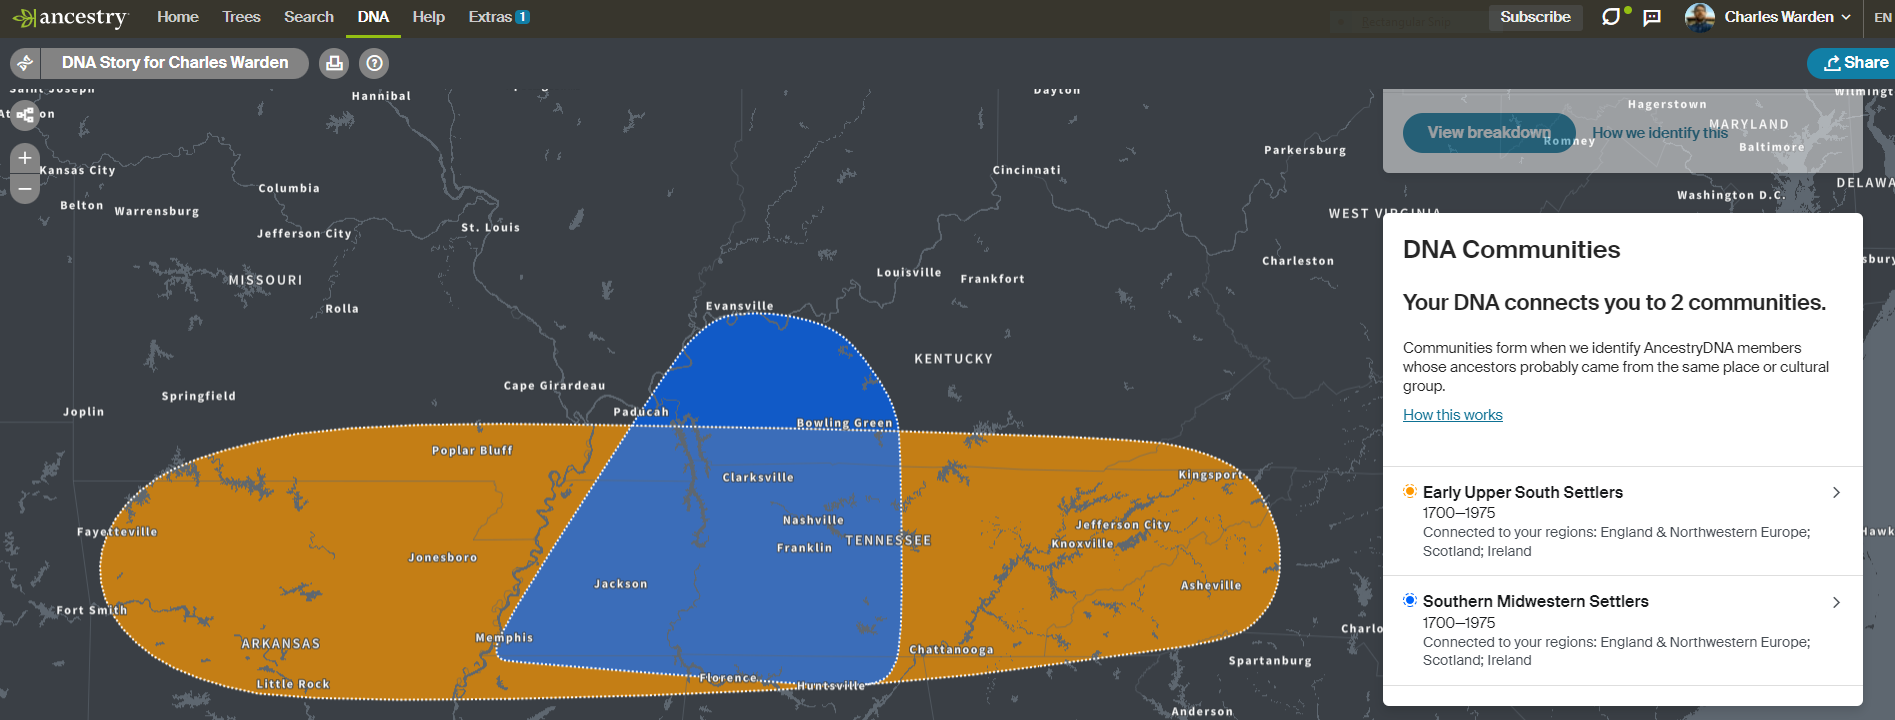 ancestry
Home
Trees
Search
DNA
Help
Extras 1
Subscribe
Charles Warden
EN
DNA Story for Charles Warden
Share
Saint Joseph
Hannibal
Dayton
Wilmingt
Hagerstown
MARYLAND
View breakdown
How we identify this
Romney
Baltimore
Parkersburg
Kansas City
Cincinnati
Columbia
DELAWA
Washington D.C.
Belton
Warrensburg
WEST VIRGINIA
St. Louis
Jefferson City
Charleston
sbury
Louisville
Frankfort
MISSOURI
Rolla
Evansville
KENTUCKY
Cape Girardeau
Springfield
Joplin
Paducah
Bowling Green
Poplar Bluff
Clarksville
Kingsport
Nashville
Jefferson City
Fayetteville
TENNESSEE
Knoxville
Franklin
Jonesboro
Jackson
Asheville
Fort Smith
Charlo
Memphis
ARKANSAS
Chattanooga
Spartanburg
Florence
Little Rock
Huntsville
Anderson
Hawk
DNA Communities
Your DNA connects you to 2 communities.
Communities form when we identify AncestryDNA members
whose ancestors probably came from the same place or cultural
group.
How this works
Early Upper South Settlers
1700—1975
Connected to your regions: England & Northwestern Europe;
Scotland; Ireland
Southern Midwestern Settlers
1700—1975
Connected to your regions: England & Northwestern Europe;
Scotland; Ireland